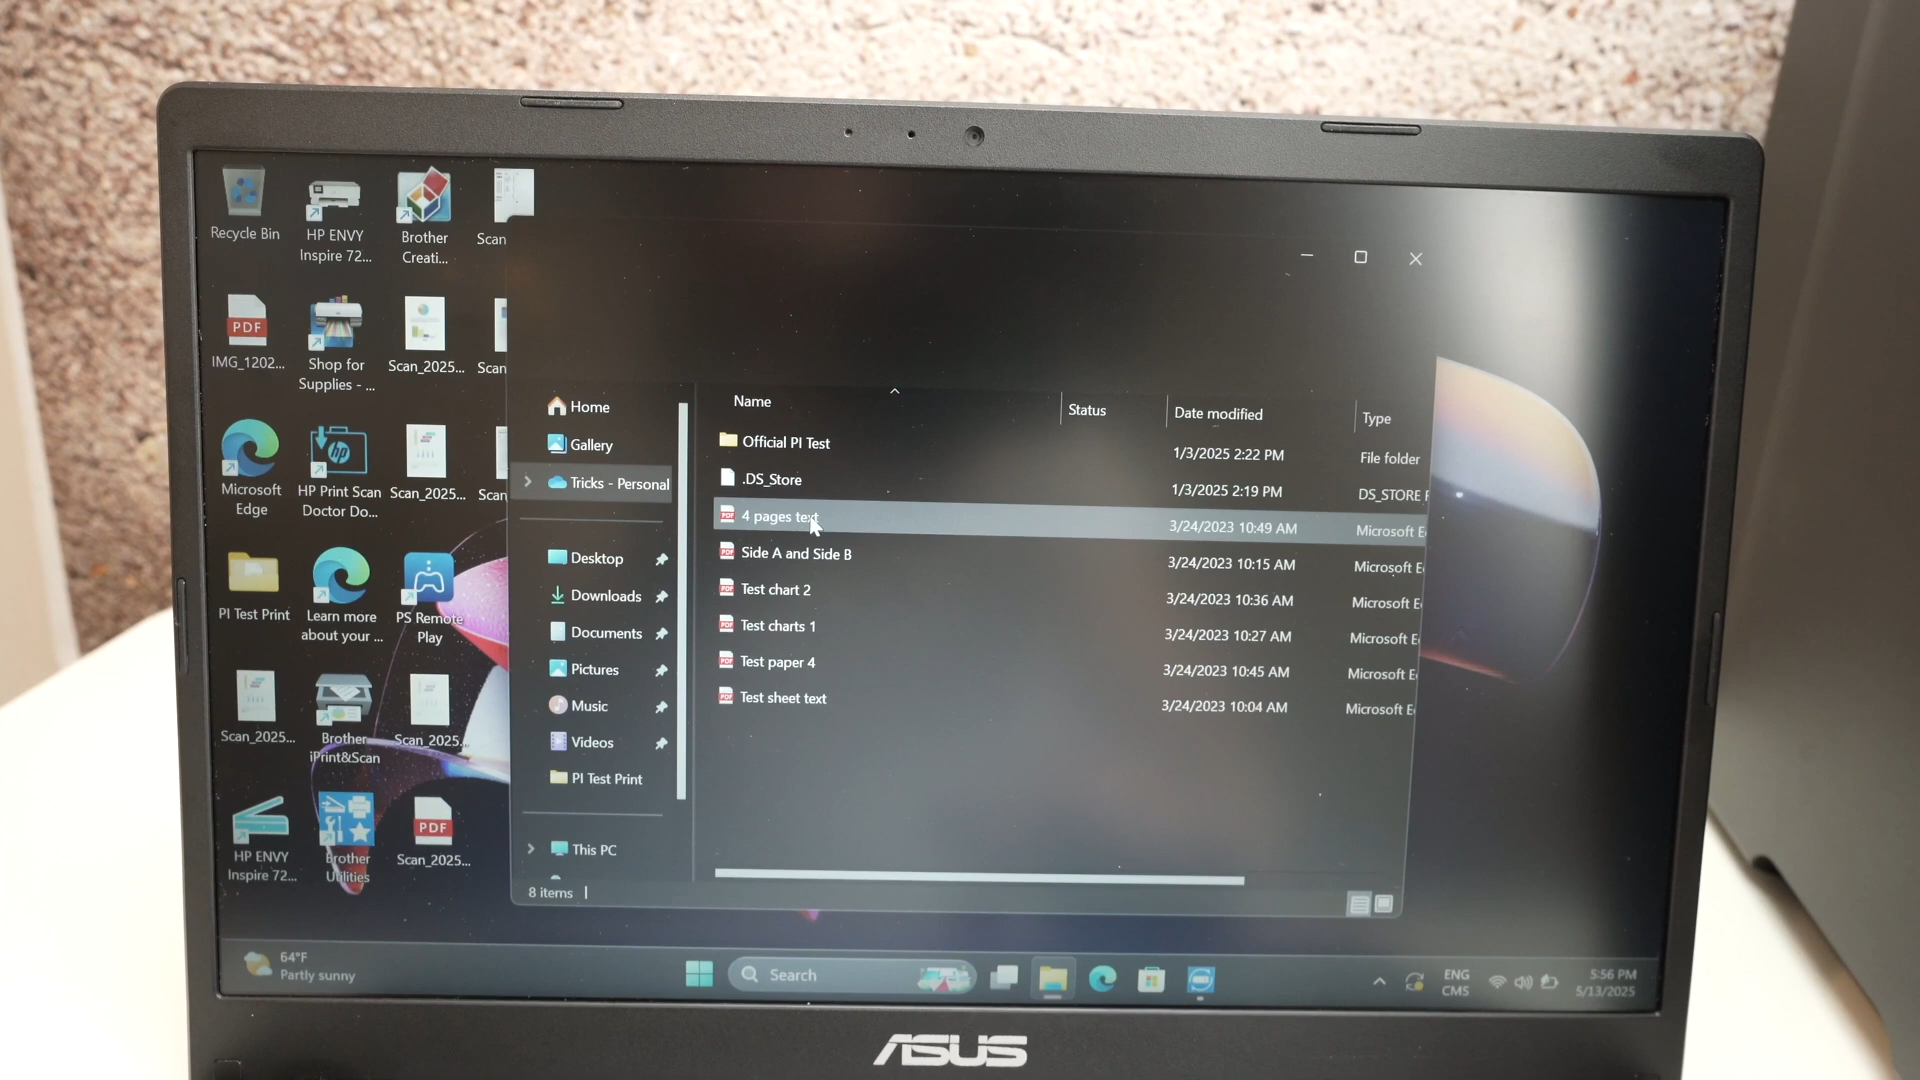 Recycle Bin
HP ENVY
Inspire 72...
Brother
Creati...
Scan
PDF
IMG_1202...
Shop for
Supplies - ...
Scan_2025...
Scan
Microsoft
Edge
HP Print Scan
Doctor Do...
Scan_2025...
Scan
PI Test Print
Learn more
about your ...
PS Remote
Play
Scan_2025...
Brother
iPrint&Scan
Scan_2025...
HP ENVY
Inspire 72...
Brother
Utilities
PDF
Scan_2025...
Home
Gallery
Tricks - Personal
Desktop
Downloads
Documents
Pictures
Music
Videos
PI Test Print
This PC
8 items
Name Status Date modified Type
Official PI Test 1/3/2025 2:22 PM File folder
.DS_Store 1/3/2025 2:19 PM DS_STORE F
4 pages text 3/24/2023 10:49 AM Microsoft E
Side A and Side B 3/24/2023 10:15 AM Microsoft E
Test chart 2 3/24/2023 10:36 AM Microsoft E
Test charts 1 3/24/2023 10:27 AM Microsoft E
Test paper 4 3/24/2023 10:45 AM Microsoft E
Test sheet text 3/24/2023 10:04 AM Microsoft E
64°F
Partly sunny
Search
ENG
CMS
5:56 PM
5/13/2025
ASUS